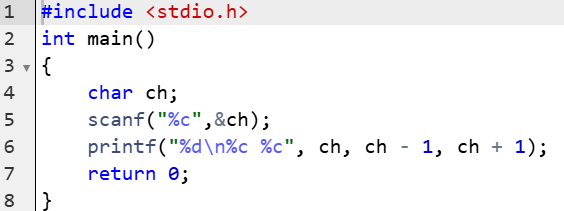 1 #include <stdio.h>
2 int main()
3 {
4     char ch;
5     scanf("%c",&ch);
6     printf("%d\n%c %c", ch, ch - 1, ch + 1);
7     return 0;
8 }